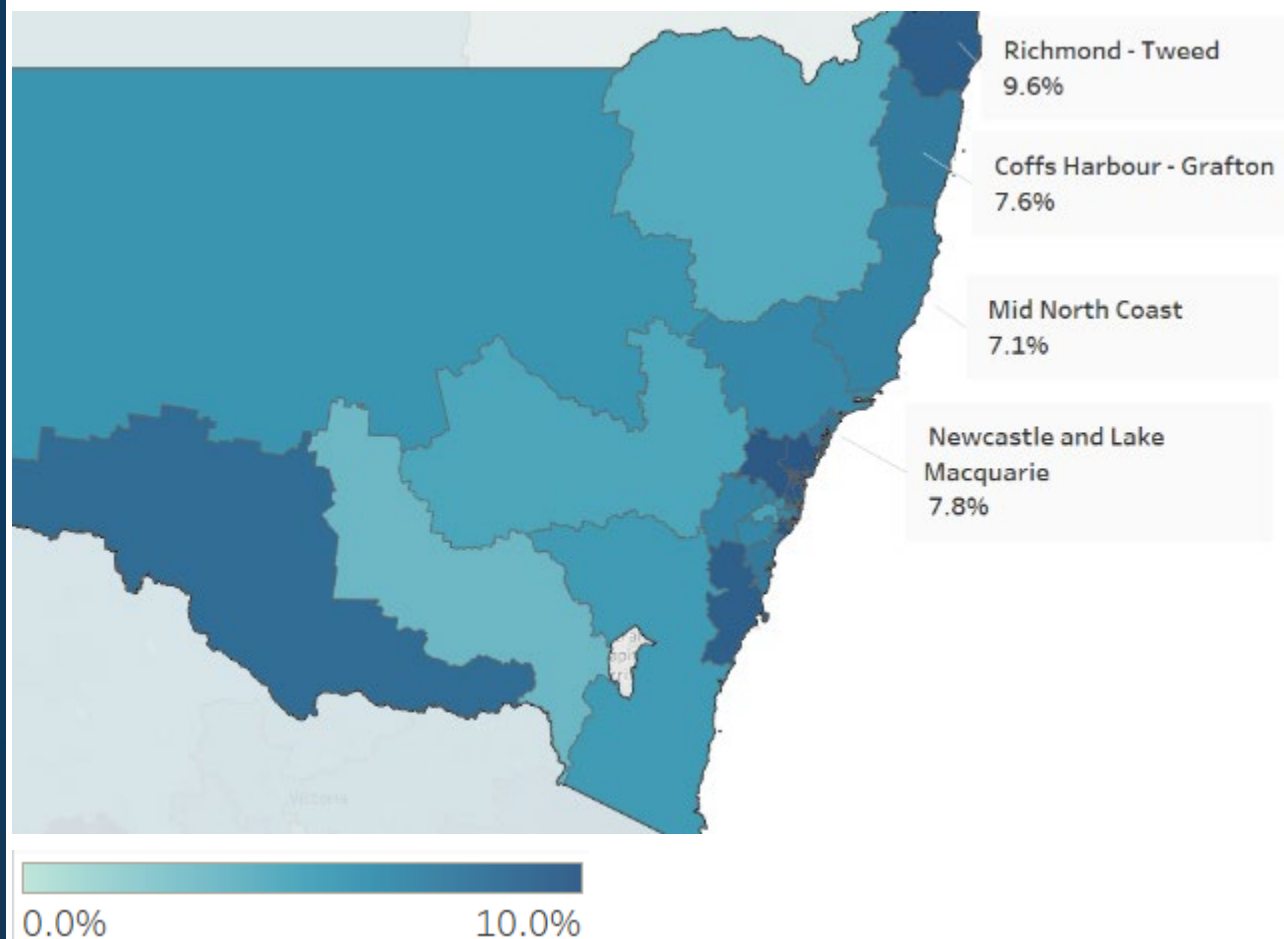 Richmond - Tweed
9.6%
Coffs Harbour - Grafton
7.6%
Mid North Coast
7.1%
Newcastle and Lake
Macquarie
7.8%
0.0%
10.0%